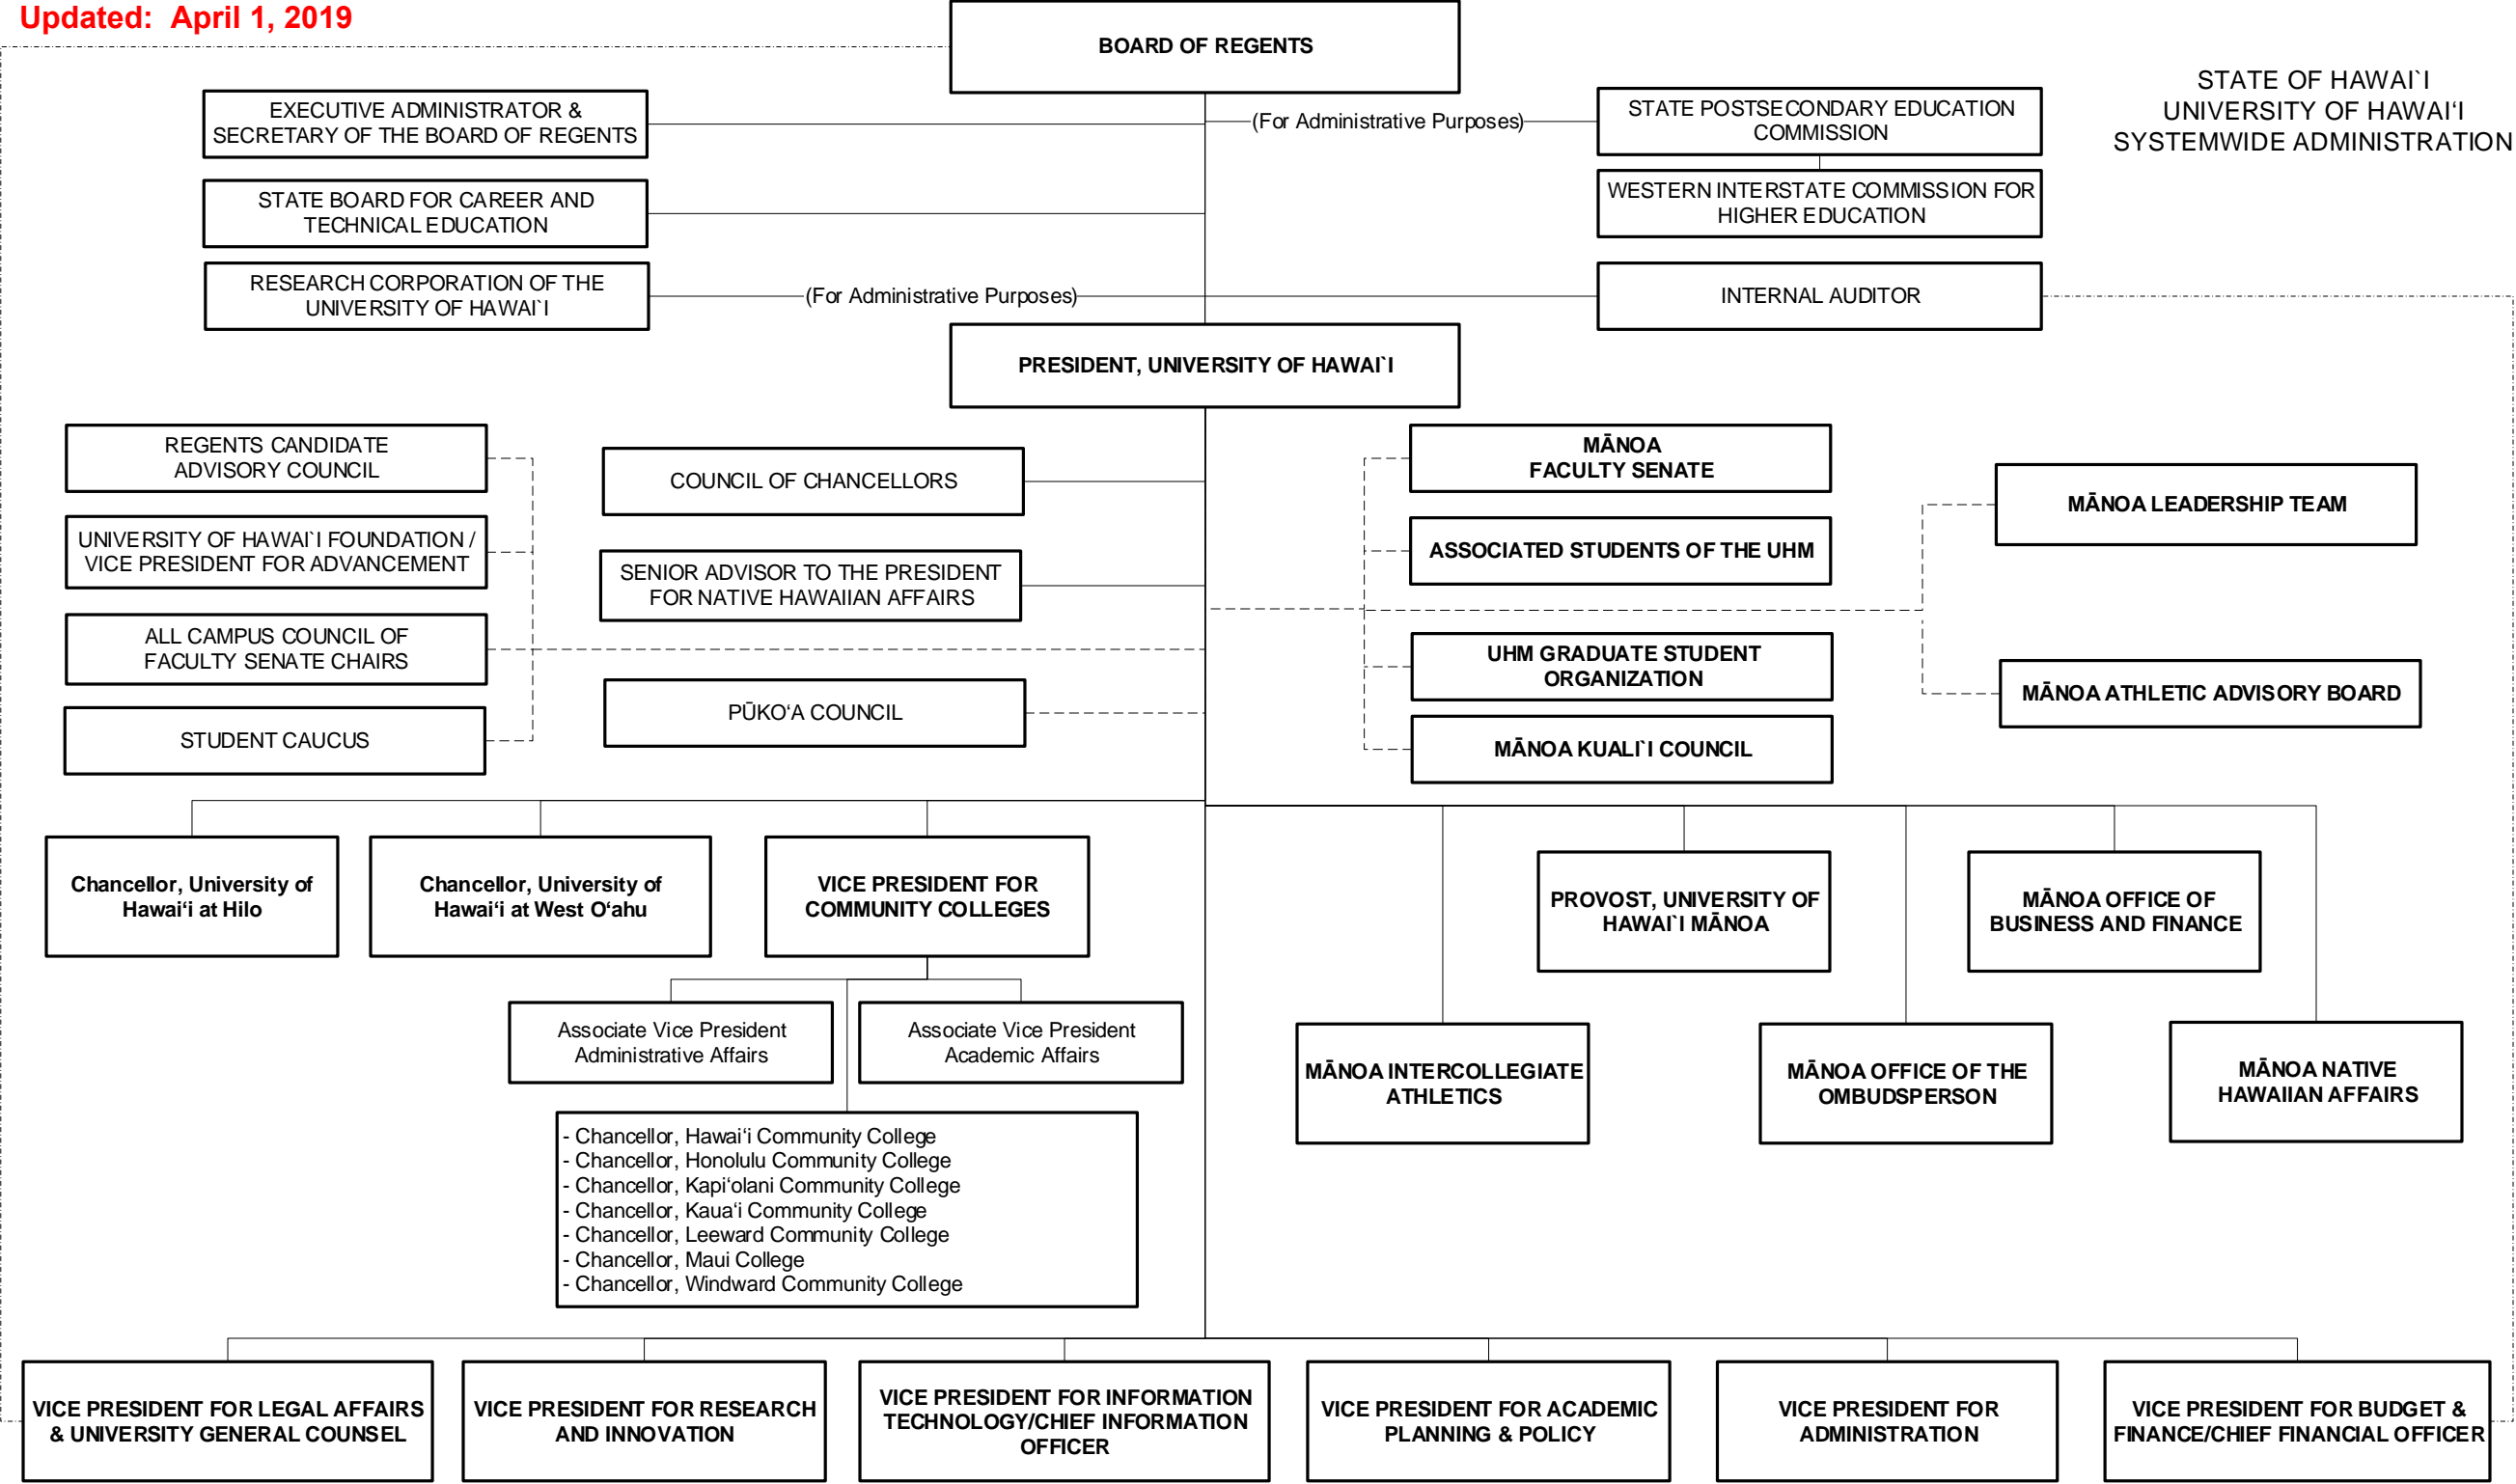 Updated: April 1, 2019
BOARD OF REGENTS
STATE OF HAWAI`I
UNIVERSITY OF HAWAI‘I
SYSTEMWIDE ADMINISTRATION
EXECUTIVE ADMINISTRATOR &
SECRETARY OF THE BOARD OF REGENTS
(For Administrative Purposes)
STATE POSTSECONDARY EDUCATION
COMMISSION
STATE BOARD FOR CAREER AND
TECHNICAL EDUCATION
WESTERN INTERSTATE COMMISSION FOR
HIGHER EDUCATION
RESEARCH CORPORATION OF THE
UNIVERSITY OF HAWAI`I
(For Administrative Purposes)
INTERNAL AUDITOR
PRESIDENT, UNIVERSITY OF HAWAI`I
REGENTS CANDIDATE
ADVISORY COUNCIL
UNIVERSITY OF HAWAI`I FOUNDATION /
VICE PRESIDENT FOR ADVANCEMENT
ALL CAMPUS COUNCIL OF
FACULTY SENATE CHAIRS
STUDENT CAUCUS
COUNCIL OF CHANCELLORS
SENIOR ADVISOR TO THE PRESIDENT
FOR NATIVE HAWAIIAN AFFAIRS
PŪKO‘A COUNCIL
MĀNOA
FACULTY SENATE
ASSOCIATED STUDENTS OF THE UHM
UHM GRADUATE STUDENT
ORGANIZATION
MĀNOA KUALI`I COUNCIL
MĀNOA LEADERSHIP TEAM
MĀNOA ATHLETIC ADVISORY BOARD
Chancellor, University of
Hawai‘i at Hilo
Chancellor, University of
Hawai‘i at West O‘ahu
VICE PRESIDENT FOR
COMMUNITY COLLEGES
PROVOST, UNIVERSITY OF
HAWAI`I MĀNOA
MĀNOA OFFICE OF
BUSINESS AND FINANCE
Associate Vice President
Administrative Affairs
Associate Vice President
Academic Affairs
MĀNOA INTERCOLLEGIATE
ATHLETICS
MĀNOA OFFICE OF THE
OMBUDSPERSON
MĀNOA NATIVE
HAWAIIAN AFFAIRS
- Chancellor, Hawai‘i Community College
- Chancellor, Honolulu Community College
- Chancellor, Kapi‘olani Community College
- Chancellor, Kaua‘i Community College
- Chancellor, Leeward Community College
- Chancellor, Maui College
- Chancellor, Windward Community College
VICE PRESIDENT FOR LEGAL AFFAIRS
& UNIVERSITY GENERAL COUNSEL
VICE PRESIDENT FOR RESEARCH
AND INNOVATION
VICE PRESIDENT FOR INFORMATION
TECHNOLOGY/CHIEF INFORMATION
OFFICER
VICE PRESIDENT FOR ACADEMIC
PLANNING & POLICY
VICE PRESIDENT FOR
ADMINISTRATION
VICE PRESIDENT FOR BUDGET &
FINANCE/CHIEF FINANCIAL OFFICER